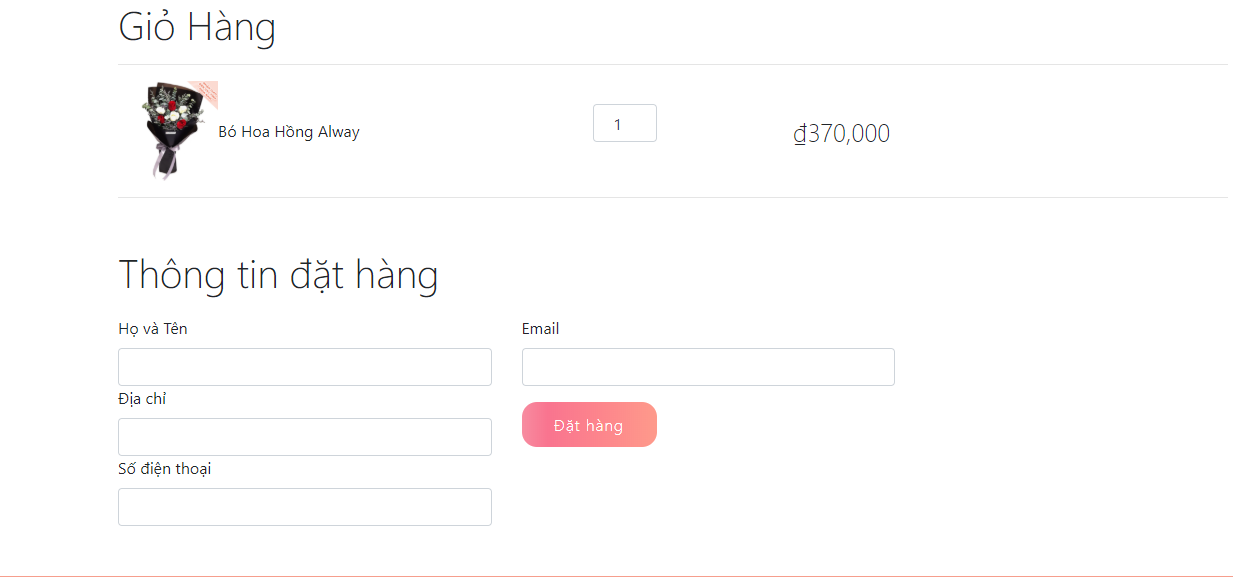 Giỏ Hàng
Bó Hoa Hồng Alway
1
₫370,000
Thông tin đặt hàng
Họ và Tên
Email
Địa chỉ
Đặt hàng
Số điện thoại